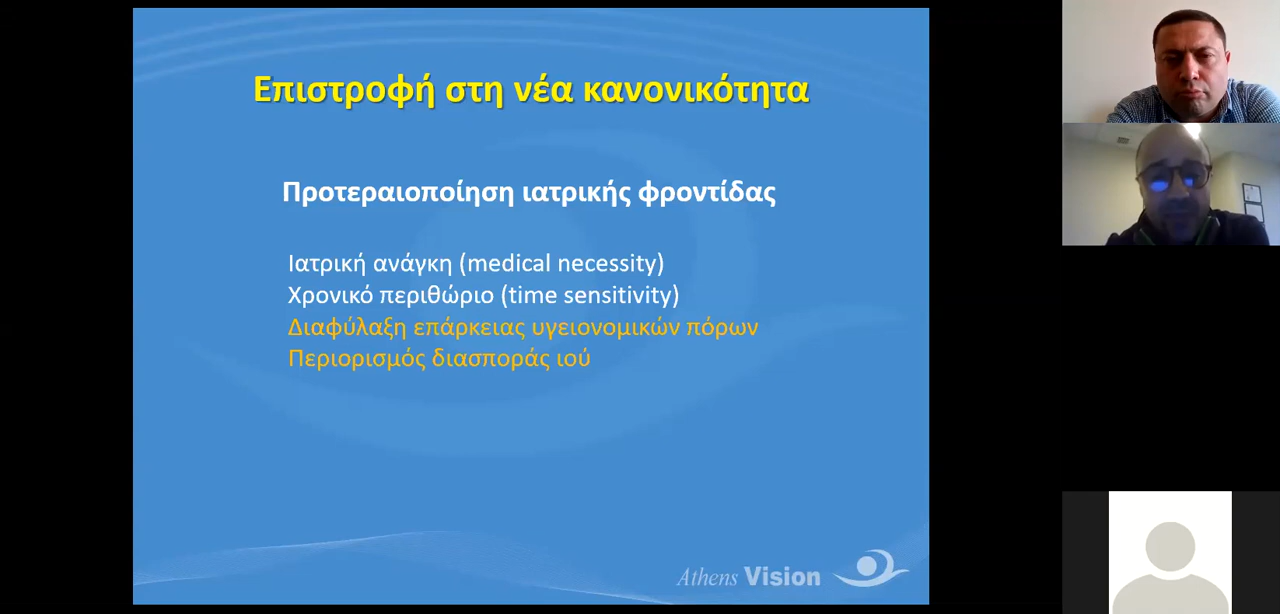 Επιστροφή στη νέα κανονικότητα
Προτεραιοποίηση ιατρικής φροντίδας
Ιατρική ανάγκη (medical necessity)
Χρονικό περιθώριο (time sensitivity)
Διαφύλαξη επάρκειας υγειονομικών πόρων
Περιορισμός διασποράς ιού
Athens Vision